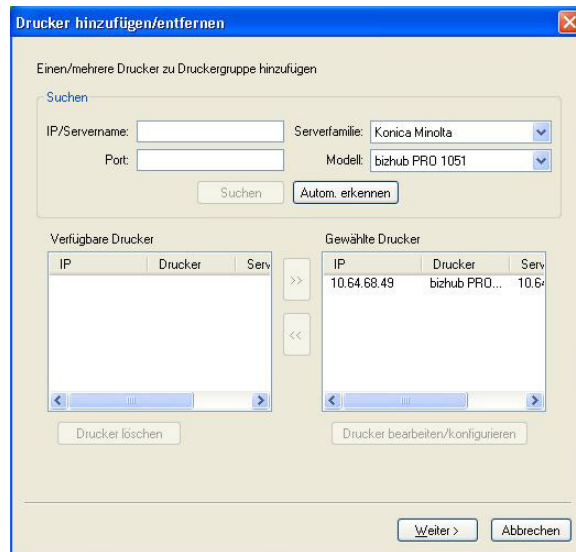 Drucker hinzufügen/entfernen
Einen/mehrere Drucker zu Druckergruppe hinzufügen
Suchen
IP/Servername: Serverfamilie: Konica Minolta
Port: Modell: bizhub PRO 1051
Suchen Autom. erkennen
Verfügbare Drucker Gewählte Drucker
IP Drucker Serv IP Drucker Serv
10.64.68.49 bizhub PRO... 10.64
>>
<<
Drucker löschen Drucker bearbeiten/konfigurieren
Weiter > Abbrechen